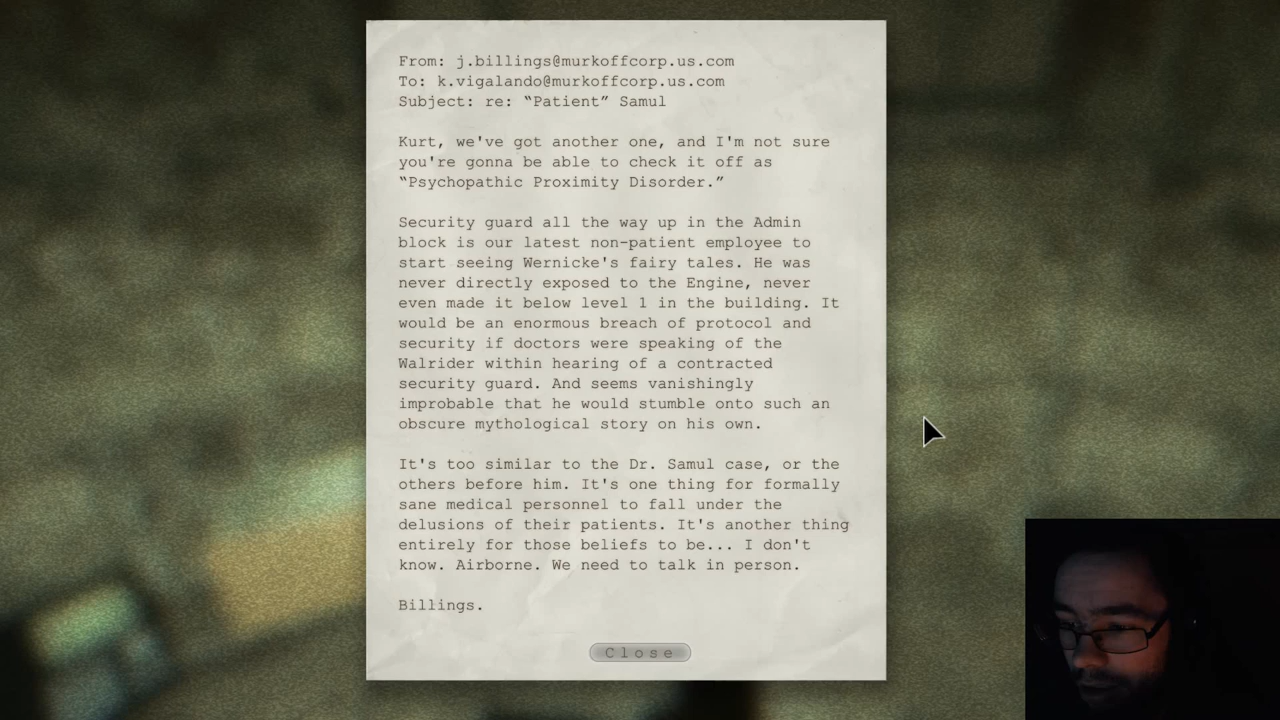 From: j.billings@murkoffcorp.us.com
To: k.vigalando@murkoffcorp.us.com
Subject: re: “Patient” Samul
Kurt, we've got another one, and I'm not sure
you're gonna be able to check it off as
“Psychopathic Proximity Disorder.”
Security guard all the way up in the Admin
block is our latest non-patient employee to
start seeing Wernicke's fairy tales. He was
never directly exposed to the Engine, never
even made it below level 1 in the building. It
would be an enormous breach of protocol and
security if doctors were speaking of the
Walrider within hearing of a contracted
security guard. And seems vanishingly
improbable that he would stumble onto such an
obscure mythological story on his own.
It's too similar to the Dr. Samul case, or the
others before him. It's one thing for formally
sane medical personnel to fall under the
delusions of their patients. It's another thing
entirely for those beliefs to be... I don't
know. Airborne. We need to talk in person.
Billings.
Close